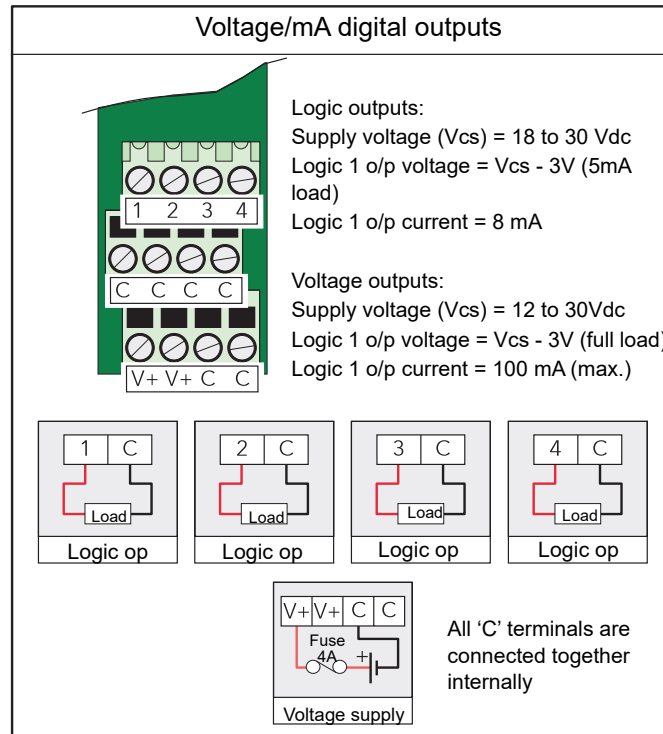 Voltage/mA digital outputs
Logic outputs:
Supply voltage (Vcs) = 18 to 30 Vdc
Logic 1 o/p voltage = Vcs - 3V (5mA
load)
Logic 1 o/p current = 8 mA
Voltage outputs:
Supply voltage (Vcs) = 12 to 30Vdc
Logic 1 o/p voltage = Vcs - 3V (full load)
Logic 1 o/p current = 100 mA (max.)
1 2 3 4
C C C C
V+ V+ C C
1 C
Load
Logic op
2 C
Load
Logic op
3 C
Load
Logic op
4 C
Load
Logic op
V+ V+ C C
Fuse
4A +
Voltage supply
All ‘C’ terminals are
connected together
internally